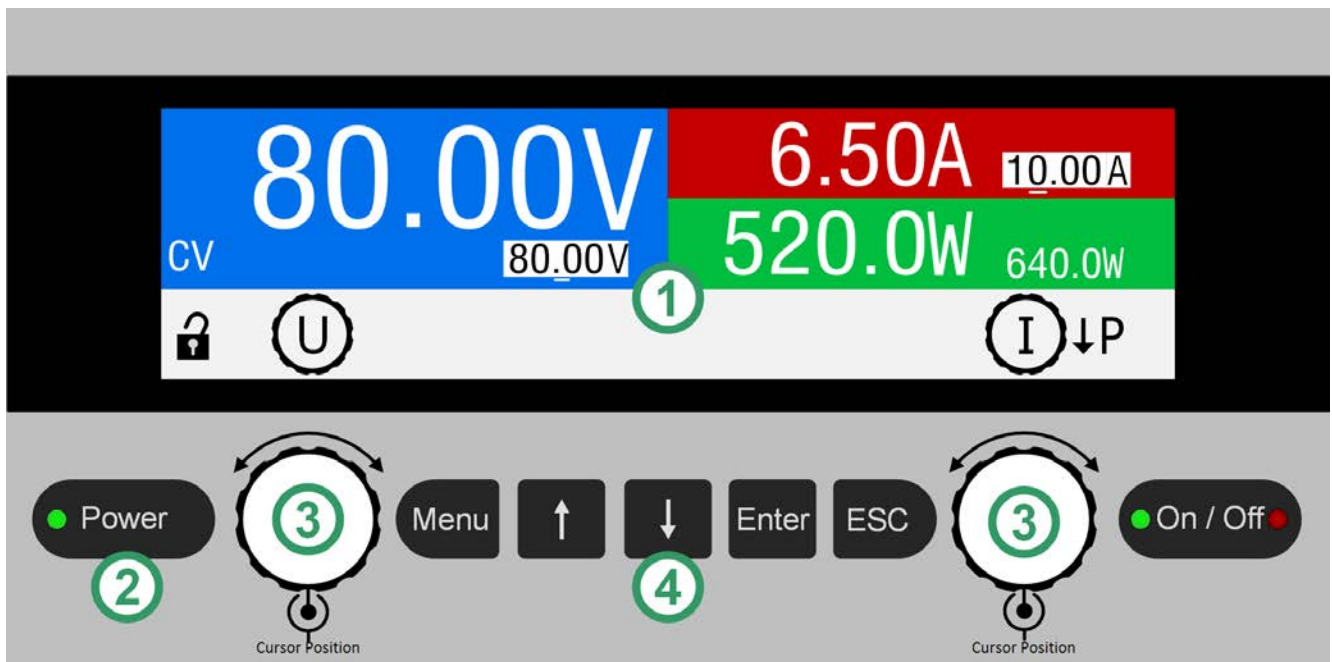 80.00V
6.50A 10.00A
CV 80.00V
520.0W 640.0W
1
U
I ↓P
Power
3
Menu
↑
↓
Enter
ESC
3
On / Off
2
4
Cursor Position
Cursor Position